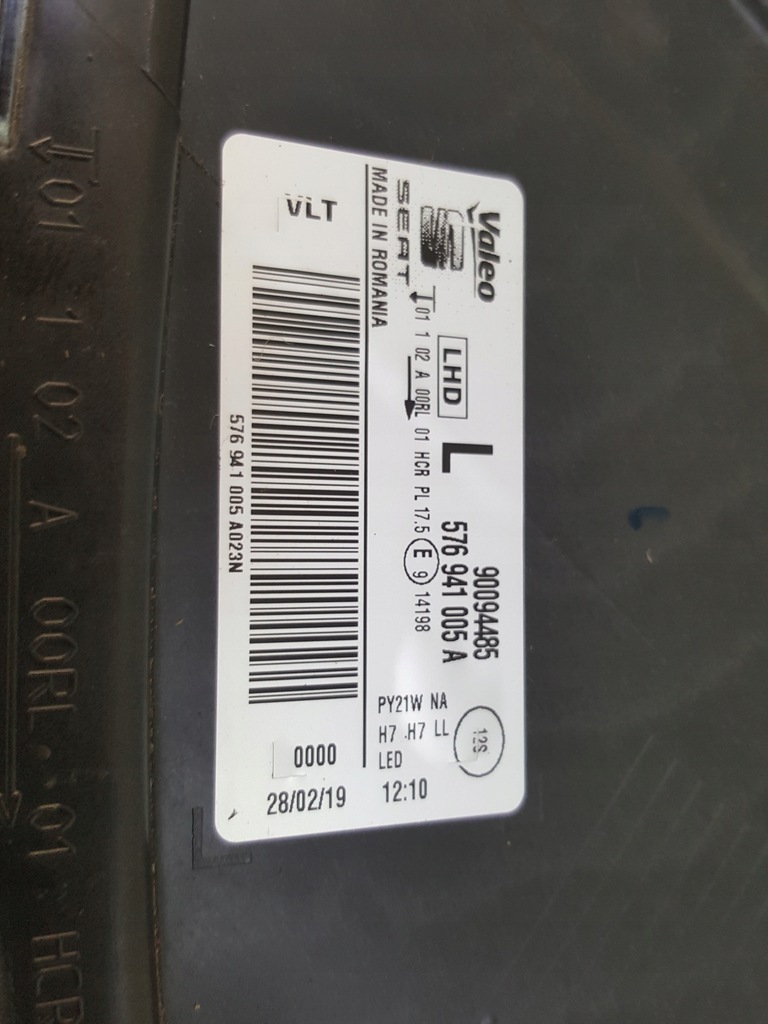 Valeo
90094485
SEAT
LHD L 576 941 005 A
12S
01 1 02 A 00RL 01 HCR PL 17.5 E 9 14198
PY21W NA
H7 H7 LL
LED
MADE IN ROMANIA
12:10
VLT
0000
28/02/19
576 941 005 A023N
01 1 02 A 00RL 01 HCR